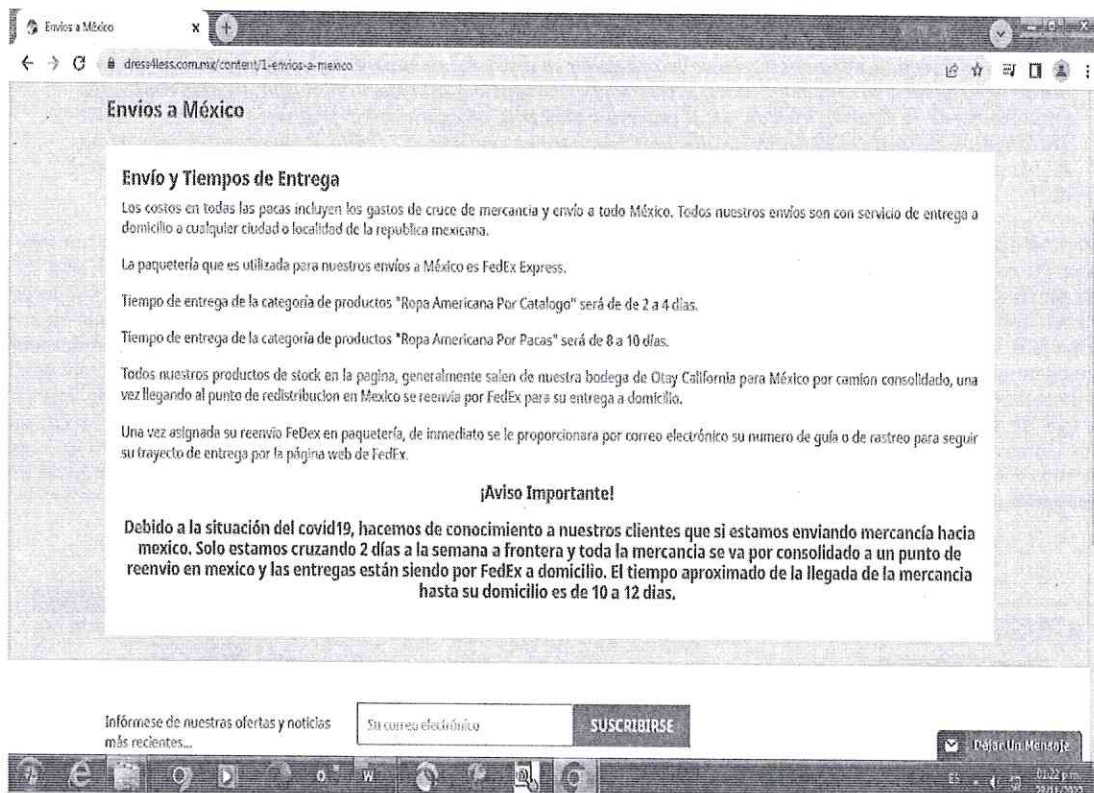 Envios a México
dress4less.com.mx/content/1-envios-a-mexico
Envios a México
Envío y Tiempos de Entrega
Los costos en todas las pacas incluyen los gastos de cruce de mercancia y envío a todo México. Todos nuestros envíos son con servicio de entrega a
domicilio a cualquier ciudad o localidad de la republica mexicana.
La paquetería que es utilizada para nuestros envíos a México es FedEx Express.
Tiempo de entrega de la categoría de productos "Ropa Americana Por Catalogo" será de de 2 a 4 días.
Tiempo de entrega de la categoría de productos "Ropa Americana Por Pacas" será de 8 a 10 días.
Todos nuestros productos de stock en la pagina, generalmente salen de nuestra bodega de Otay California para México por camion consolidado, una
vez llegando al punto de redistribucion en Mexico se reenvia por FedEx para su entrega a domicilio.
Una vez asignada su reenvio FeDex en paquetería, de inmediato se le proporcionara por correo electrónico su numero de guía o de rastreo para seguir
su trayecto de entrega por la página web de FedEx.
¡Aviso Importante!
Debido a la situación del covid19, hacemos de conocimiento a nuestros clientes que si estamos enviando mercancía hacia
mexico. Solo estamos cruzando 2 días a la semana a frontera y toda la mercancia se va por consolidado a un punto de
reenvio en mexico y las entregas están siendo por FedEx a domicilio. El tiempo aproximado de la llegada de la mercancia
hasta su domicilio es de 10 a 12 dias.
Infórmese de nuestras ofertas y noticias
más recientes...
Su correo electrónico
SUSCRIBIRSE
Dejar Un Mensaje
ES
01:22 p.m.